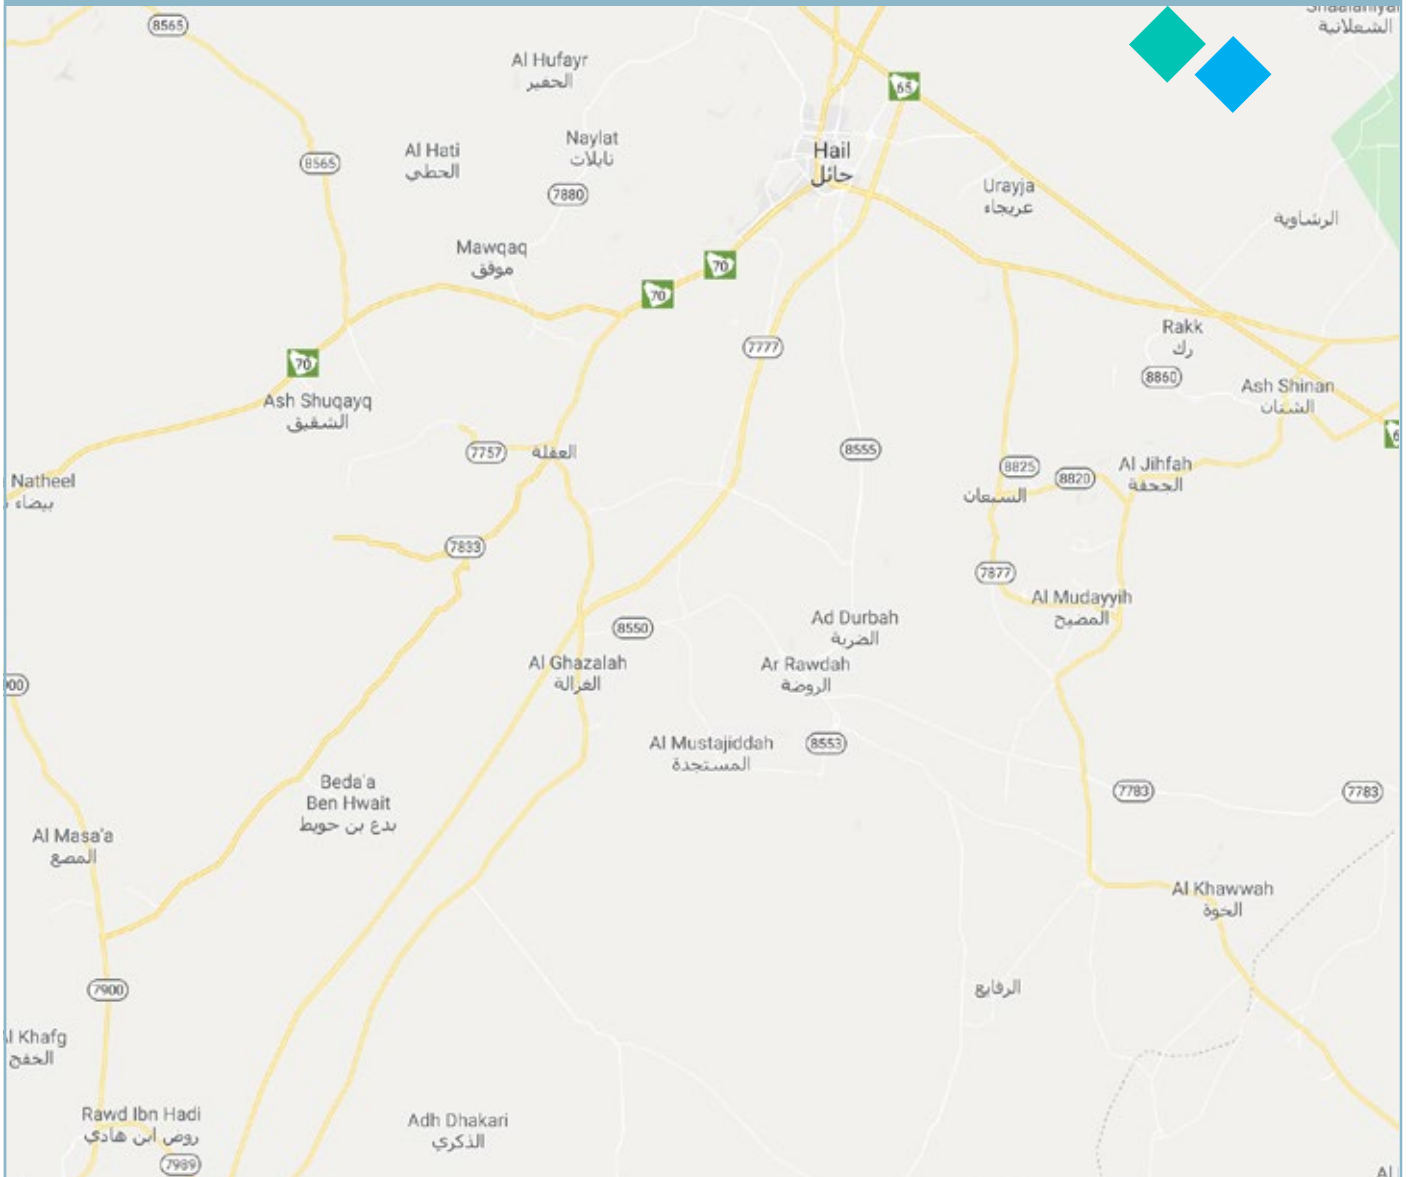 8565
الشعلانية
Al Hufayr
الحفير
65
Naylat
نايلات
Al Hati
الحطي
8565
Hail
حائل
7880
Urayja
عريجاء
الرشاوية
Mawqaq
موقق
70
70
Rakk
رك
7777
70
8860
Ash Shinan
الشنان
Ash Shuqayq
الشقيق
7757
العقلة
8555
8825
8820
Al Jihfah
الجحفة
السبعان
Natheel
بيضاء
7833
7877
Al Mudayyih
المضيح
8550
Ad Durbah
الضربة
Al Ghazalah
الغزالة
Ar Rawdah
الروضة
Al Mustajiddah
المستجدة
8553
Beda'a
Ben Hwait
بدع بن حويط
7783
7783
Al Masa'a
المصع
Al Khawwah
الخوة
7900
الرفايع
Al Khafg
الخفج
Rawd Ibn Hadi
روض ابن هادي
Adh Dhakari
الذكري
7989